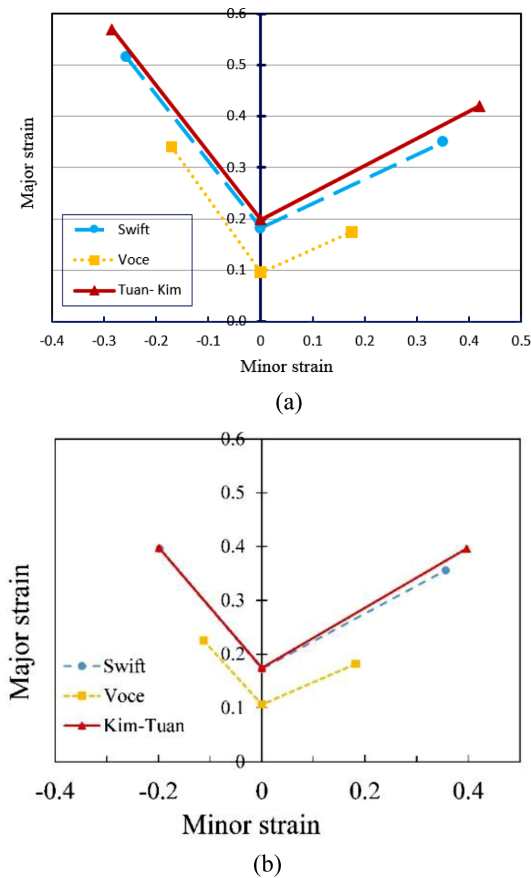 0.6
0.5
0.4
0.3
0.2
0.1
0.0
Major strain
Swift
Voce
Tuan- Kim
-0.4 -0.3 -0.2 -0.1 0 0.1 0.2 0.3 0.4 0.5
Minor strain
(a)
0.6
0.5
0.4
0.3
0.2
0.1
0
Major strain
Swift
Voce
Kim-Tuan
-0.4 -0.2 0 0.2 0.4
Minor strain
(b)